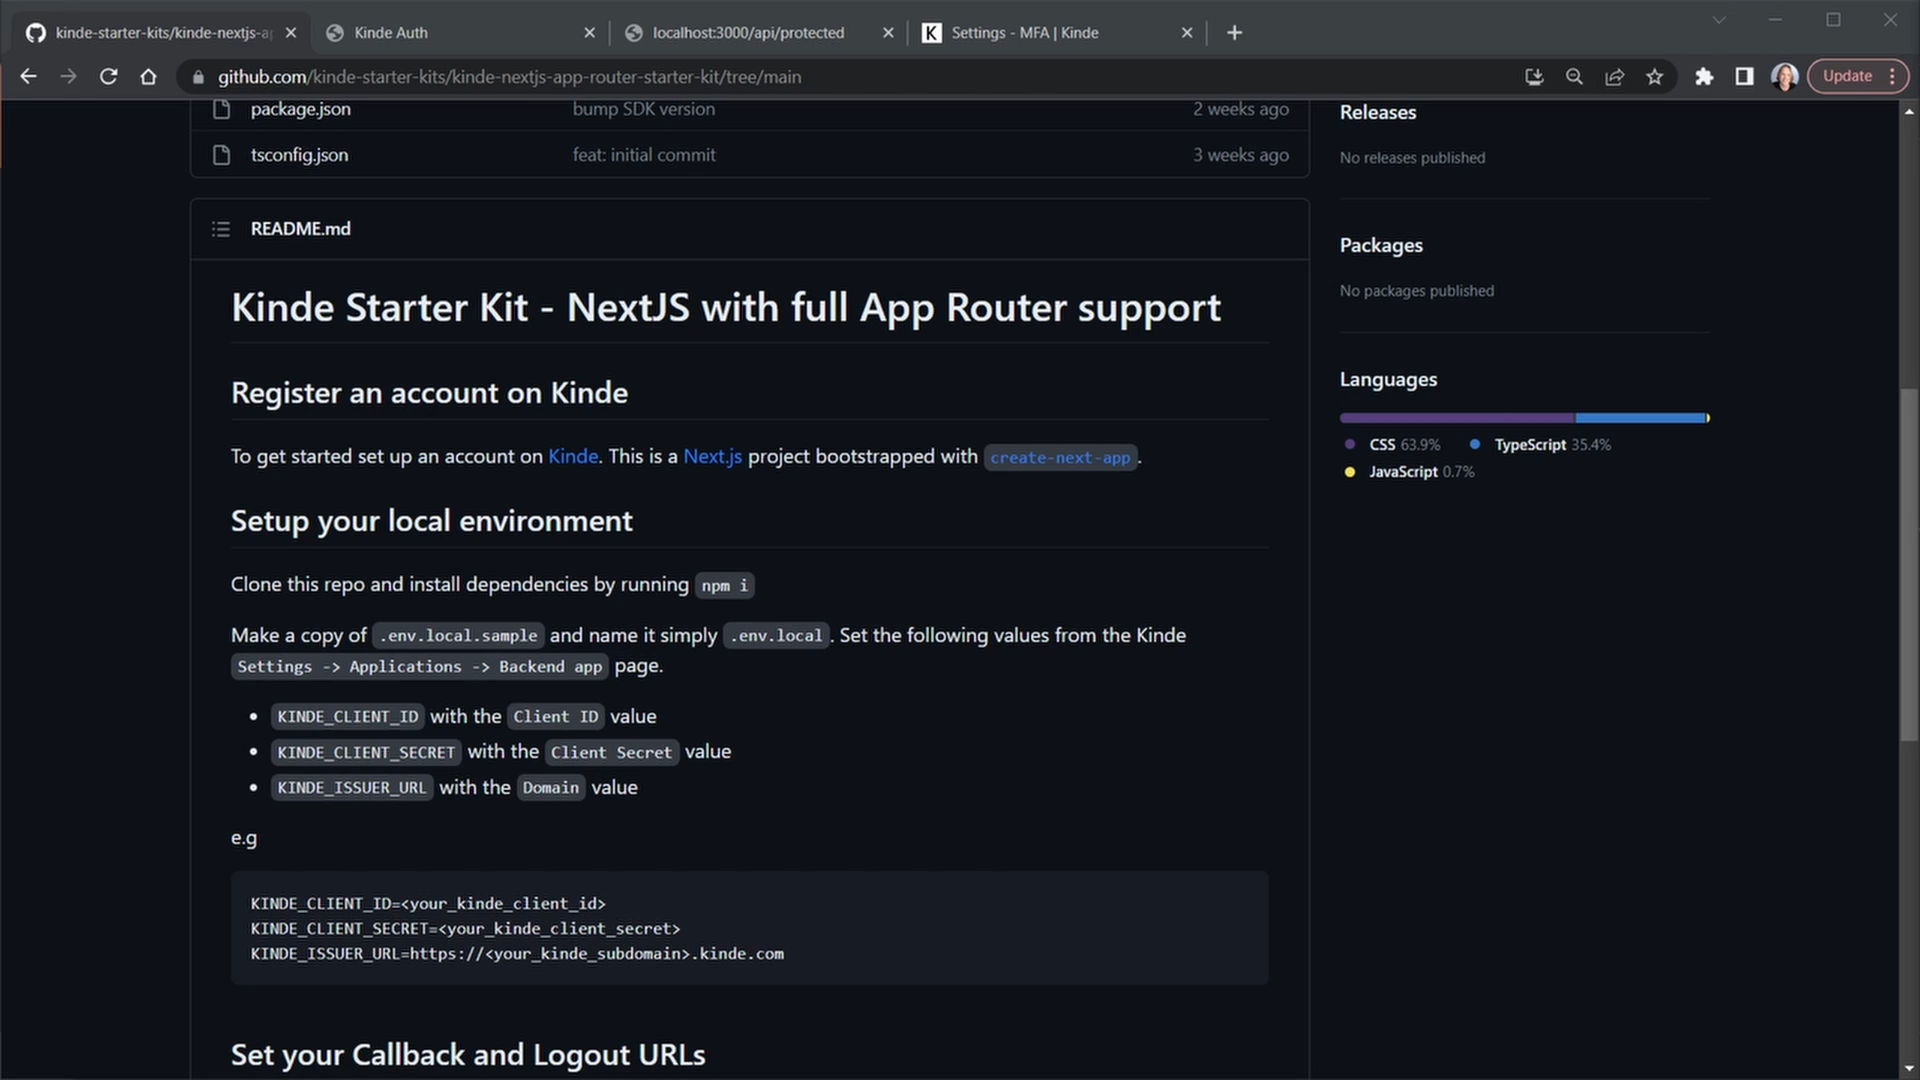 kinde-starter-kits/kinde-nextjs-ap
Kinde Auth
localhost:3000/api/protected
K Settings - MFA | Kinde
github.com/kinde-starter-kits/kinde-nextjs-app-router-starter-kit/tree/main
Update
package.json bump SDK version 2 weeks ago
tsconfig.json feat: initial commit 3 weeks ago
README.md
Kinde Starter Kit - NextJS with full App Router support
Register an account on Kinde
To get started set up an account on Kinde. This is a Next.js project bootstrapped with create-next-app.
Setup your local environment
Clone this repo and install dependencies by running npm i
Make a copy of .env.local.sample and name it simply .env.local. Set the following values from the Kinde
Settings -> Applications -> Backend app page.
• KINDE_CLIENT_ID with the Client ID value
• KINDE_CLIENT_SECRET with the Client Secret value
• KINDE_ISSUER_URL with the Domain value
e.g
KINDE_CLIENT_ID=<your_kinde_client_id>
KINDE_CLIENT_SECRET=<your_kinde_client_secret>
KINDE_ISSUER_URL=https://<your_kinde_subdomain>.kinde.com
Set your Callback and Logout URLs
Releases
No releases published
Packages
No packages published
Languages
CSS 63.9% TypeScript 35.4%
JavaScript 0.7%